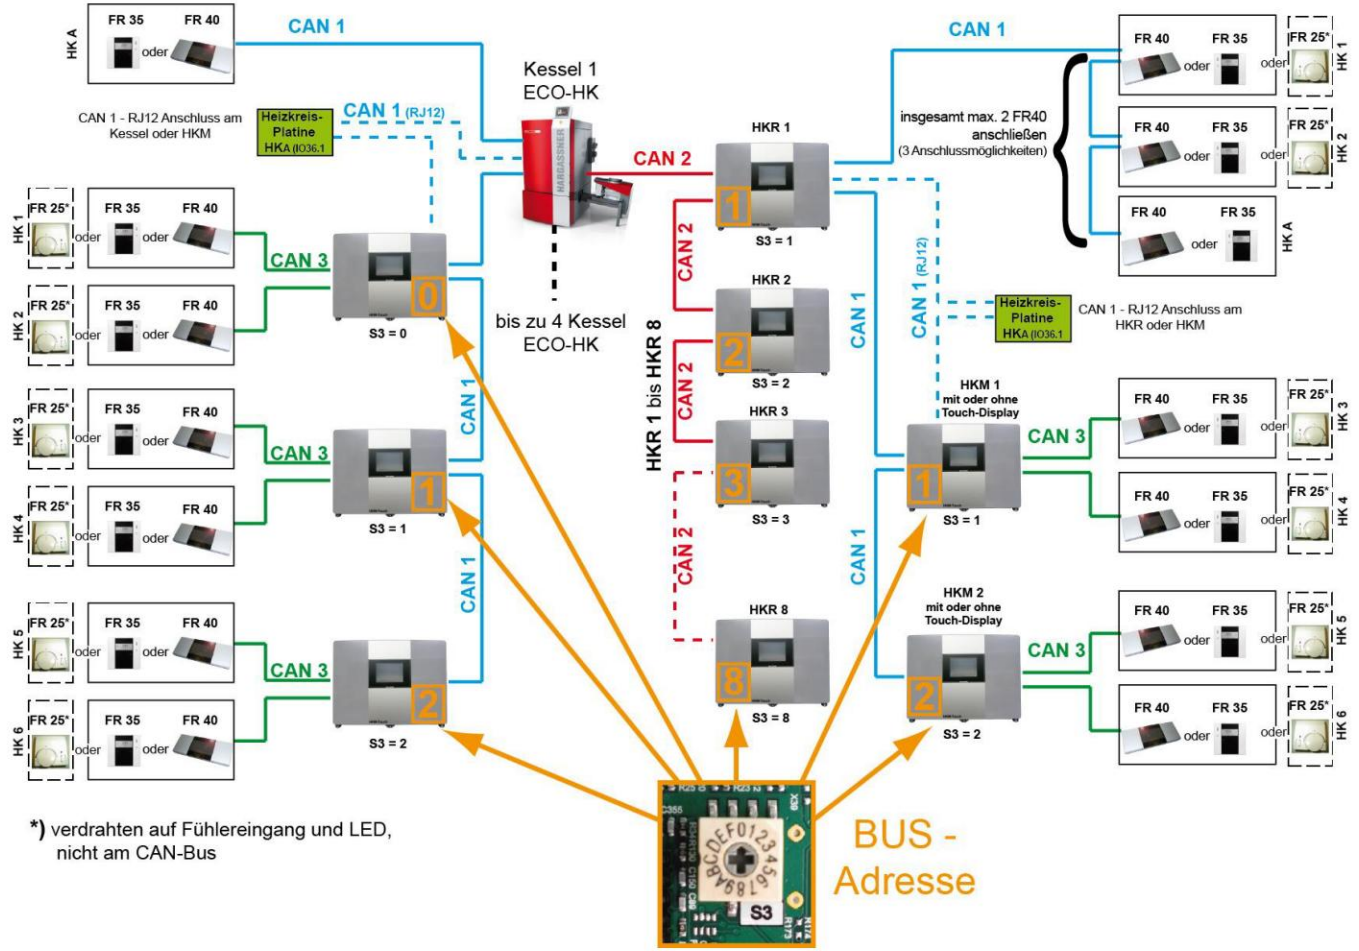 HK A
FR 35
FR 40
oder
CAN 1
CAN 1 - RJ12 Anschluss am
Kessel oder HKM
Heizkreis-
Platine
HKA (IO36.1
CAN 1 (RJ12)
Kessel 1
ECO-HK
HARGASSNER
bis zu 4 Kessel
ECO-HK
CAN 2
HK 1
FR 25*
oder
FR 35
oder
FR 40
HK 2
FR 25*
oder
FR 35
oder
FR 40
CAN 3
0
S3 = 0
CAN 1
HK 3
FR 25*
oder
FR 35
oder
FR 40
HK 4
FR 25*
oder
FR 35
oder
FR 40
CAN 3
1
S3 = 1
CAN 1
HK 5
FR 25*
oder
FR 35
oder
FR 40
HK 6
FR 25*
oder
FR 35
oder
FR 40
CAN 3
2
S3 = 2
*) verdrahten auf Fühlereingang und LED,
nicht am CAN-Bus
HKR 1
1
S3 = 1
CAN 2
HKR 2
2
S3 = 2
CAN 2
HKR 3
3
S3 = 3
CAN 2
HKR 8
8
S3 = 8
HKR 1 bis HKR 8
CAN 1
insgesamt max. 2 FR40
anschließen
(3 Anschlussmöglichkeiten)
FR 40
oder
FR 35
oder
FR 25*
HK 1
FR 40
oder
FR 35
oder
FR 25*
HK 2
FR 40
oder
FR 35
HK A
CAN 1
CAN 1 (RJ12)
Heizkreis-
Platine
HKA (IO36.1
CAN 1 - RJ12 Anschluss am
HKR oder HKM
HKM 1
mit oder ohne
Touch-Display
1
S3 = 1
CAN 3
FR 40
oder
FR 35
oder
FR 25*
HK 3
FR 40
oder
FR 35
oder
FR 25*
HK 4
CAN 1
HKM 2
mit oder ohne
Touch-Display
2
S3 = 2
CAN 3
FR 40
oder
FR 35
oder
FR 25*
HK 5
FR 40
oder
FR 35
oder
FR 25*
HK 6
R25
R23
X39
C355
R34
R130
C150
C89
0123456789ABCDEF
S3
R173
R174
BUS -
Adresse